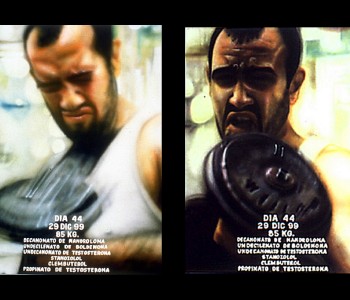 DIA 44
29 DIC 99
85 KG.
DECANOATO DE NANDROLONA
UNDECILENATO DE BOLDENONA
UNDECANOATO DE TESTOSTERONA
STANOZOLOL
CLEMBUTEROL
PROPINATO DE TESTOSTERONA
DIA 44
29 DIC 99
85 KG.
DECANONATO DE NANDROLONA
UNDECILENATO DE BOLDENONA
UNDECANOATO DE TESTOSTERONA
STANOZOLOL
CLEMBUTEROL
PROPINATO DE TESTOSTERONA